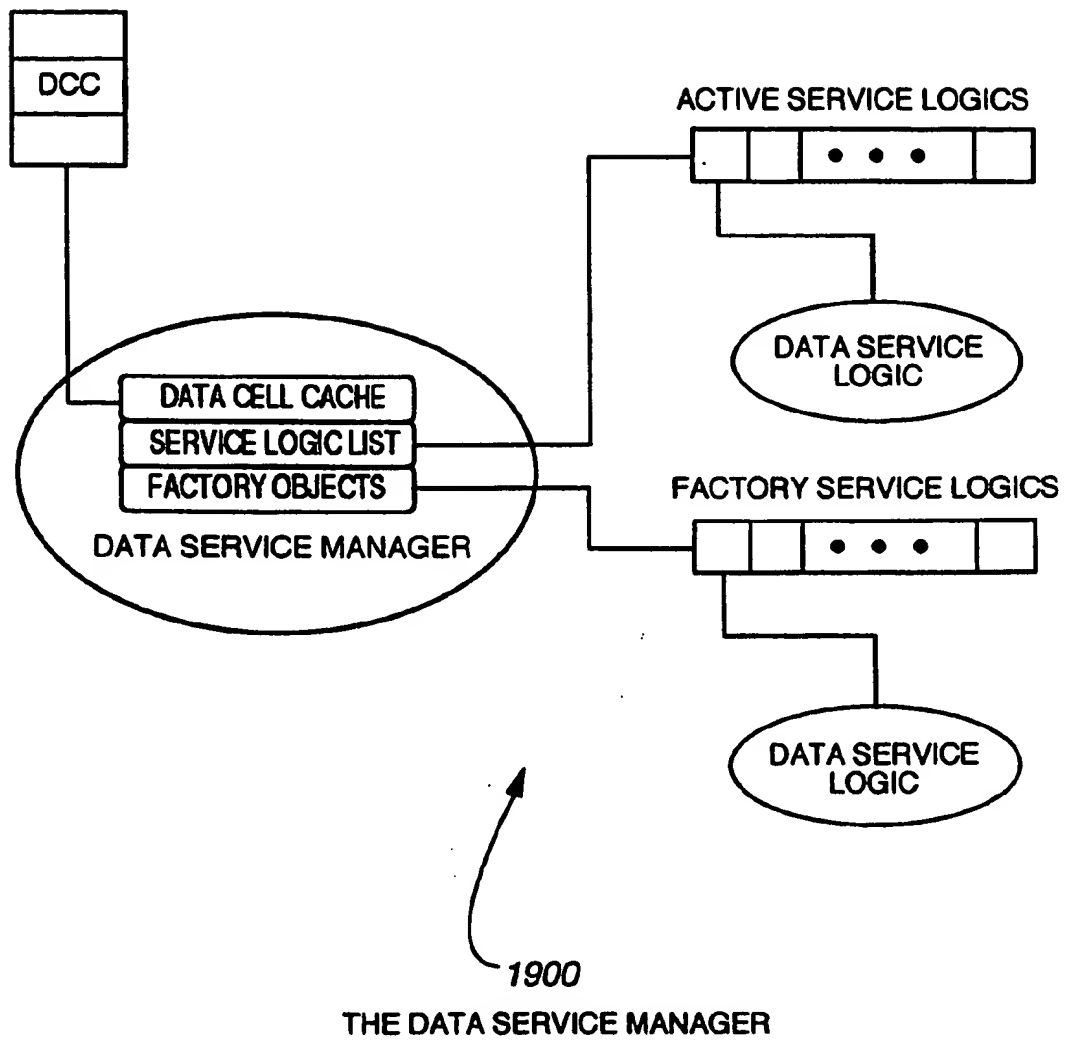 DCC
ACTIVE SERVICE LOGICS
DATA SERVICE
LOGIC
DATA CELL CACHE
SERVICE LOGIC LIST
FACTORY OBJECTS
DATA SERVICE MANAGER
FACTORY SERVICE LOGICS
DATA SERVICE
LOGIC
1900
THE DATA SERVICE MANAGER